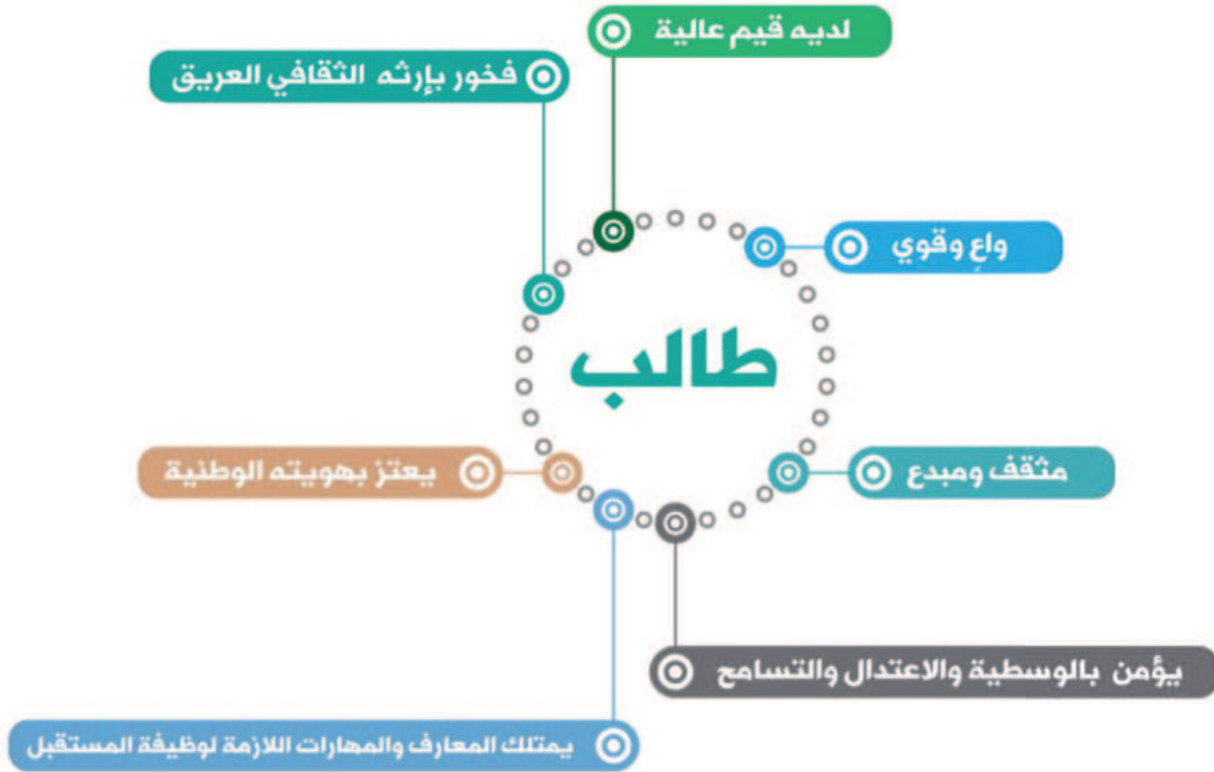 لديه قيم عالية
فخور بإرثه الثقافي العريق
واعٍ وقوي
طالب
يعتز بهويته الوطنية
مثقف ومبدع
يؤمن بالوسطية والاعتدال والتسامح
يمتلك المعارف والمهارات اللازمة لوظيفة المستقبل